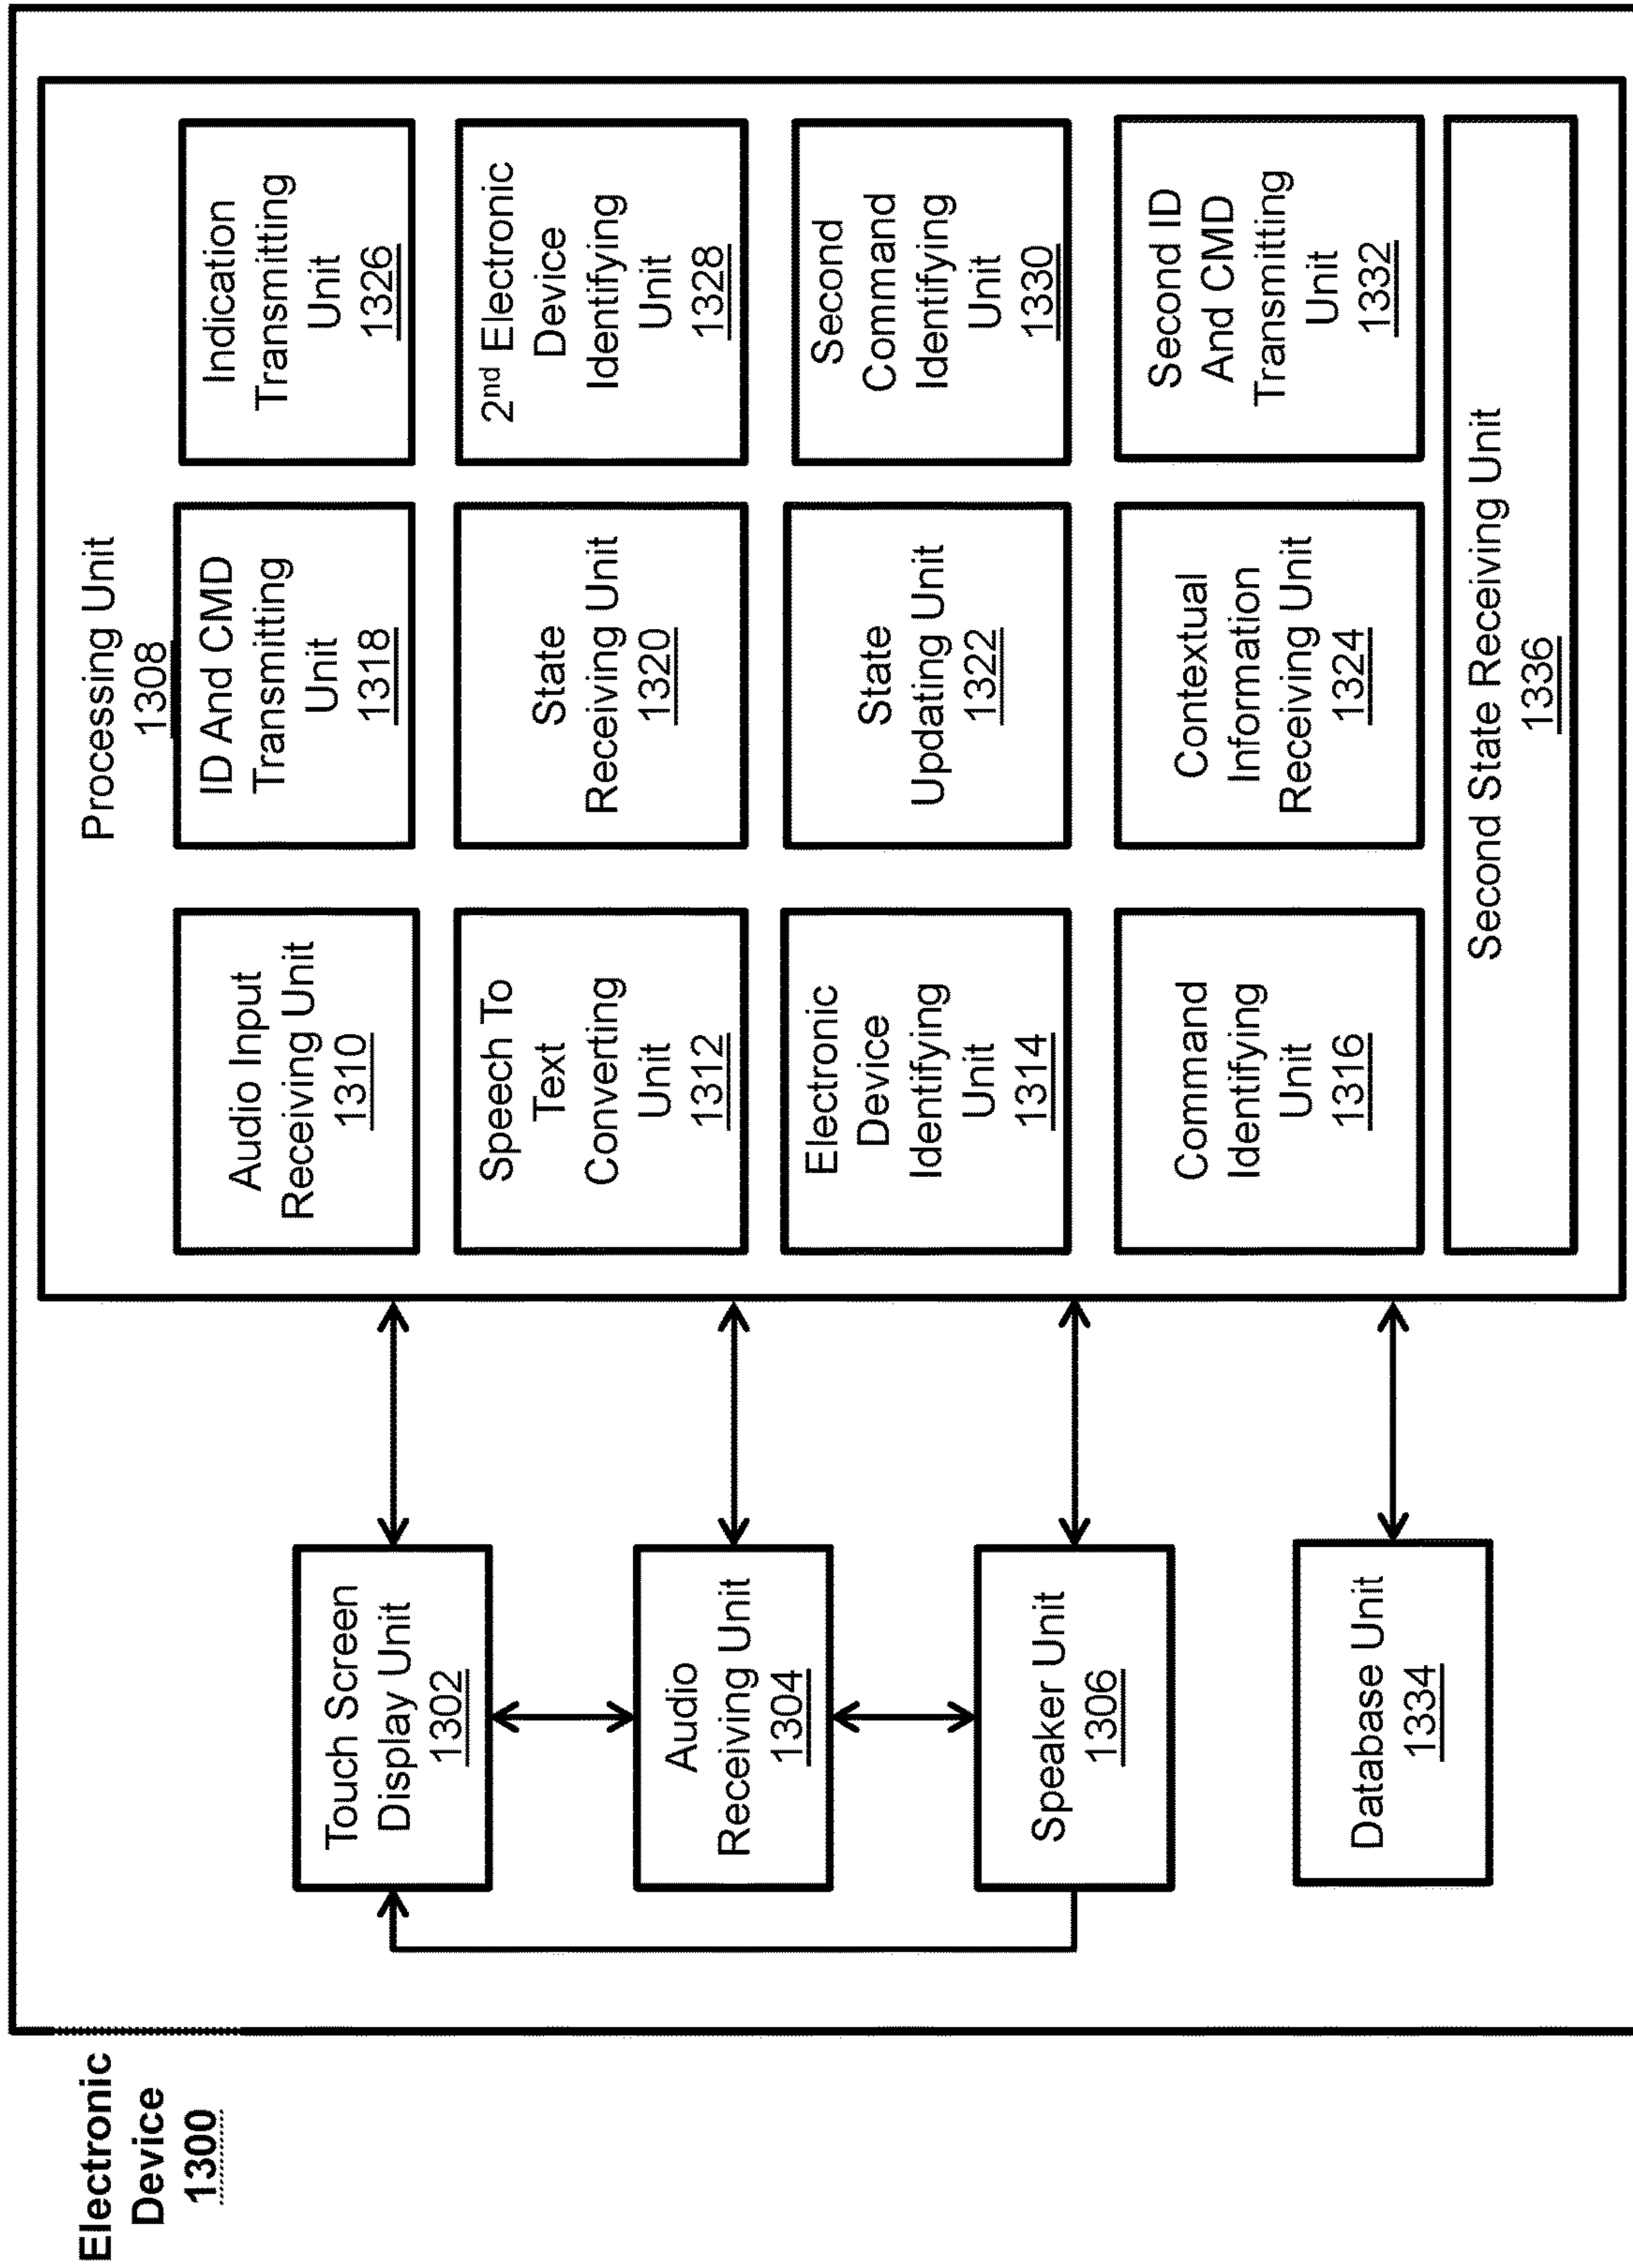 Electronic
Device
1300
Touch Screen
Display Unit
1302
Audio
Receiving Unit
1304
Speaker Unit
1306
Database Unit
1334
Processing Unit
1308
Audio Input
Receiving Unit
1310
Speech To
Text
Converting
Unit
1312
Electronic
Device
Identifying
Unit
1314
Command
Identifying
Unit
1316
ID And CMD
Transmitting
Unit
1318
State
Receiving Unit
1320
State
Updating Unit
1322
Contextual
Information
Receiving Unit
1324
Indication
Transmitting
Unit
1326
2nd Electronic
Device
Identifying
Unit
1328
Second
Command
Identifying
Unit
1330
Second ID
And CMD
Transmitting
Unit
1332
Second State Receiving Unit
1336